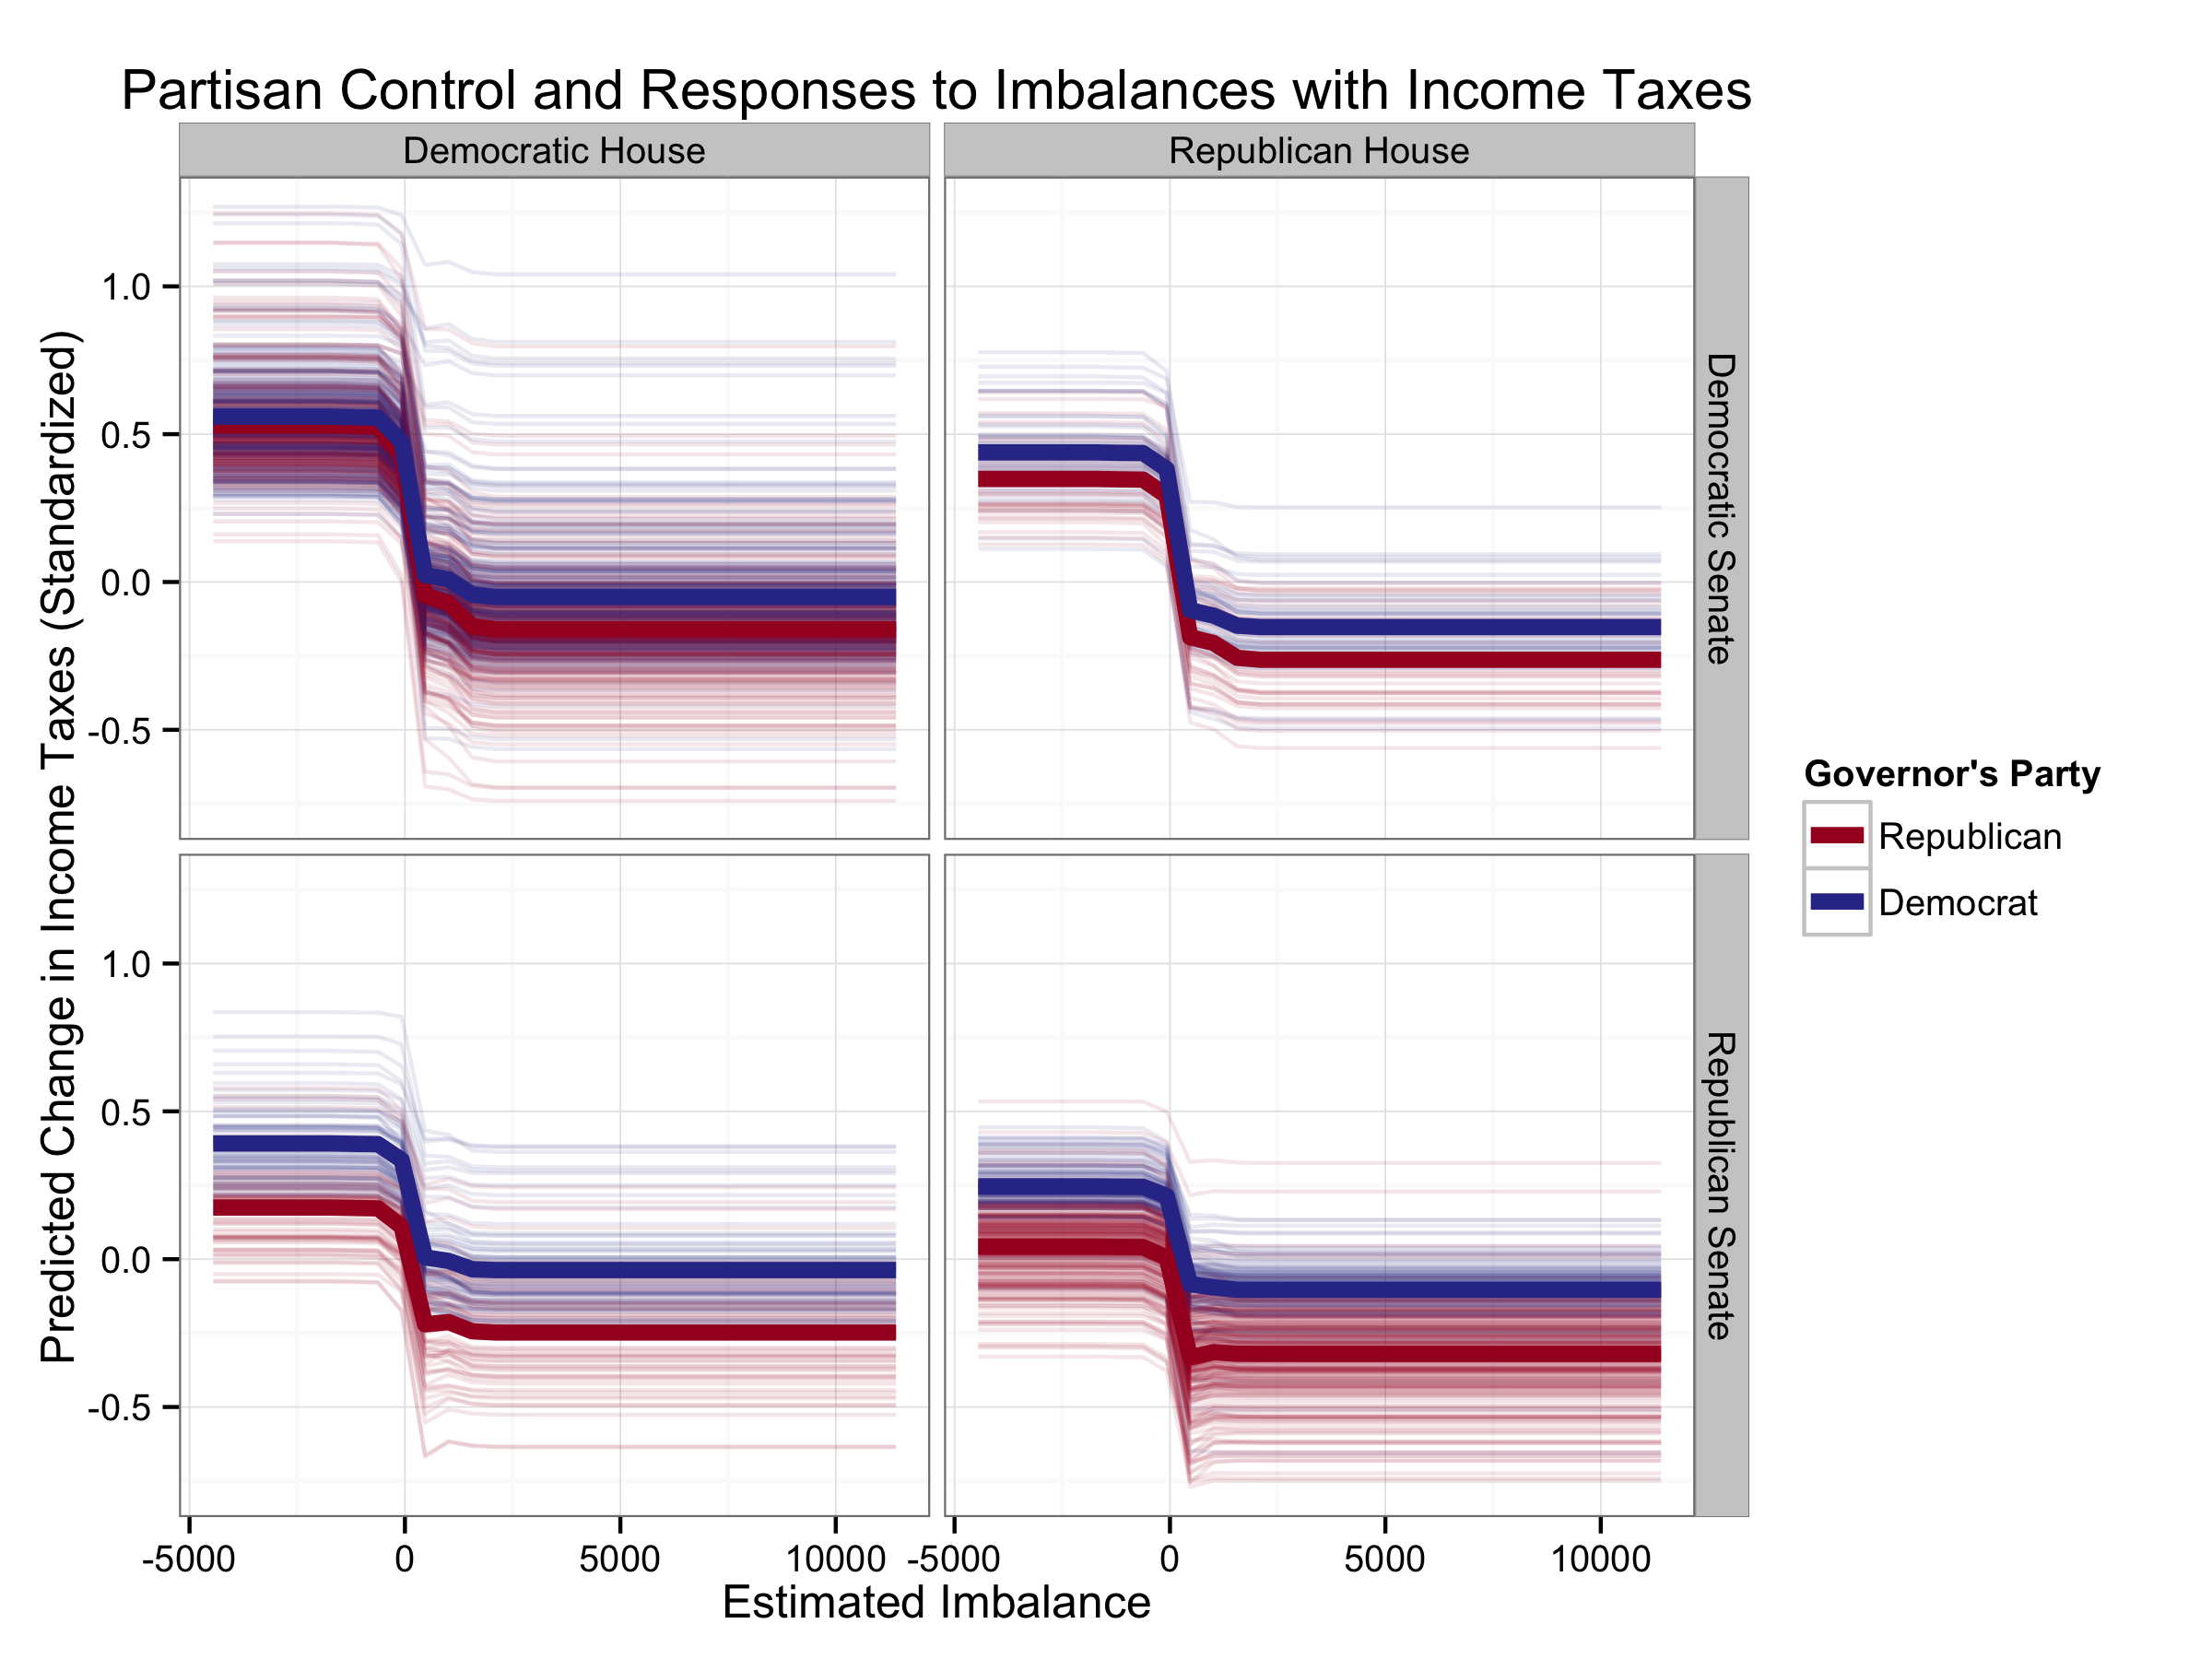 Partisan Control and Responses to Imbalances with Income Taxes
Democratic House
Republican House
Democratic Senate
Republican Senate
Predicted Change in Income Taxes (Standardized)
1.0
0.5
0.0
-0.5
1.0
0.5
0.0
-0.5
-5000
0
5000
10000
-5000
0
5000
10000
Estimated Imbalance
Governor's Party
Republican
Democrat